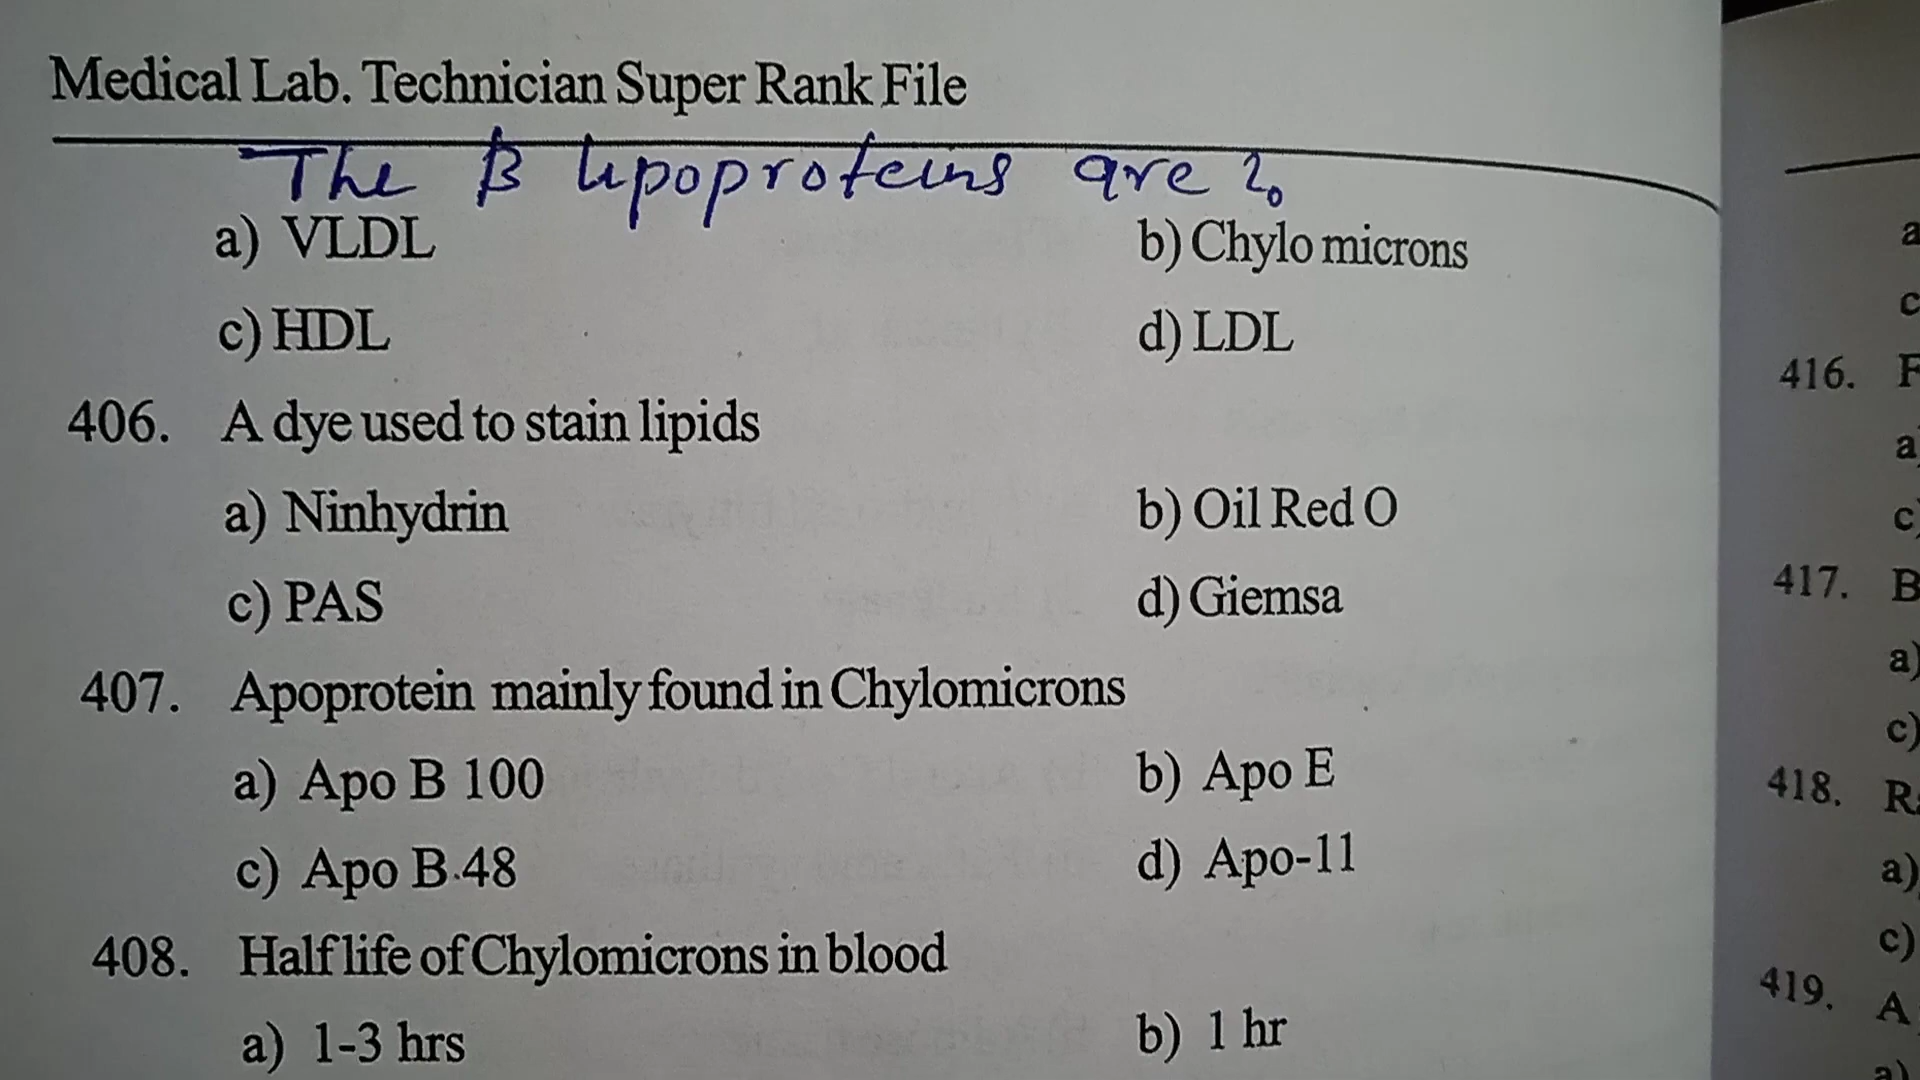 Medical Lab. Technician Super Rank File
The B lipoproteins are ?
a) VLDL b) Chylo microns
c) HDL d) LDL
406. A dye used to stain lipids
a) Ninhydrin b) Oil Red O
c) PAS d) Giemsa
407. Apoprotein mainly found in Chylomicrons
a) Apo B 100 b) Apo E
c) Apo B.48 d) Apo-11
408. Half life of Chylomicrons in blood
a) 1-3 hrs b) 1 hr
a
c
416. F
a)
c)
417. B
a)
c)
418. R
a)
c)
419. A
a)